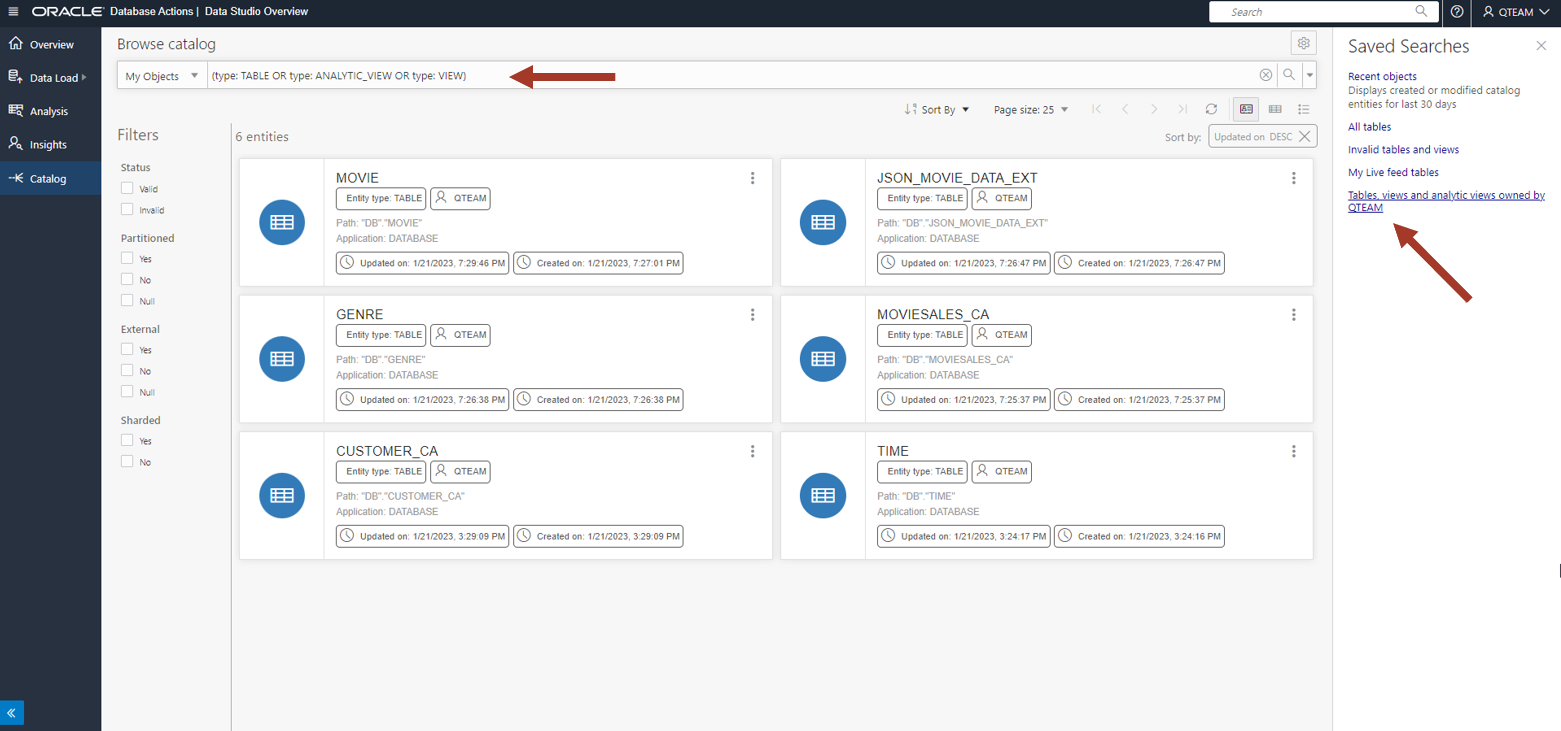 ORACLE Database Actions | Data Studio Overview
Search
QTEAM
Overview
Data Load
Analysis
Insights
Catalog
Browse catalog
My Objects
(type: TABLE OR type: ANALYTIC_VIEW OR type: VIEW)
Sort By
Page size: 25
Filters
6 entities
Sort by: Updated on DESC
Status
Valid
Invalid
Partitioned
Yes
No
Null
External
Yes
No
Null
Sharded
Yes
No
MOVIE
Entity type: TABLE QTEAM
Path: "DB"."MOVIE"
Application: DATABASE
Updated on: 1/21/2023, 7:29:46 PM Created on: 1/21/2023, 7:27:01 PM
JSON_MOVIE_DATA_EXT
Entity type: TABLE QTEAM
Path: "DB"."JSON_MOVIE_DATA_EXT"
Application: DATABASE
Updated on: 1/21/2023, 7:26:47 PM Created on: 1/21/2023, 7:26:47 PM
GENRE
Entity type: TABLE QTEAM
Path: "DB"."GENRE"
Application: DATABASE
Updated on: 1/21/2023, 7:26:38 PM Created on: 1/21/2023, 7:26:38 PM
MOVIESALES_CA
Entity type: TABLE QTEAM
Path: "DB"."MOVIESALES_CA"
Application: DATABASE
Updated on: 1/21/2023, 7:25:37 PM Created on: 1/21/2023, 7:25:37 PM
CUSTOMER_CA
Entity type: TABLE QTEAM
Path: "DB"."CUSTOMER_CA"
Application: DATABASE
Updated on: 1/21/2023, 3:29:09 PM Created on: 1/21/2023, 3:29:09 PM
TIME
Entity type: TABLE QTEAM
Path: "DB"."TIME"
Application: DATABASE
Updated on: 1/21/2023, 3:24:17 PM Created on: 1/21/2023, 3:24:16 PM
Saved Searches
Recent objects
Displays created or modified catalog
entities for last 30 days
All tables
Invalid tables and views
My Live feed tables
Tables, views and analytic views owned by
QTEAM